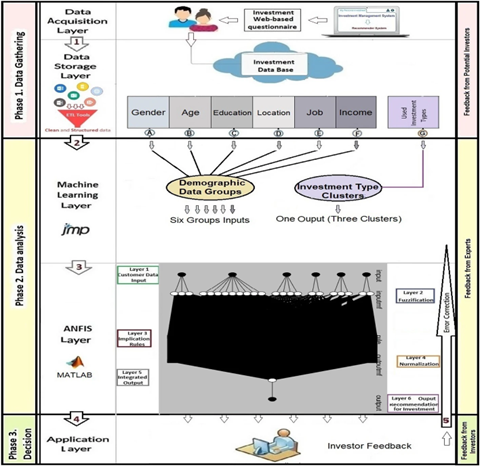 Phase 1. Data Gathering
Data
Acquisition
Layer
1
Data
Storage
Layer
ETL Tools
Clean and Structured data
2
Investment
Web-based
questionnaire
Investment Management System
Recommender System
Investment
Data Base
Gender
Age
Education
Location
Job
Income
Used
Investment
Types
A
B
C
D
E
F
G
Feedback from Potential Investors
Phase 2. Data analysis
Machine
Learning
Layer
jmp
Demographic
Data Groups
Six Groups Inputs
Investment Type
Clusters
One Ouput (Three Clusters)
3
ANFIS
Layer
MATLAB
Layer 1
Customer Data
Input
Layer 3
Implication
Rules
Layer 5
Integrated
Output
input
inputmf
rule
outputmf
output
Layer 2
Fuzzification
Layer 4
Nurmalization
Layer 6 Ouput
recommendation
for Investment
Error Correction
Feedback from Experts
4
5
Phase 3.
Decision
Application
Layer
Investor Feedback
Feedback from
Investors